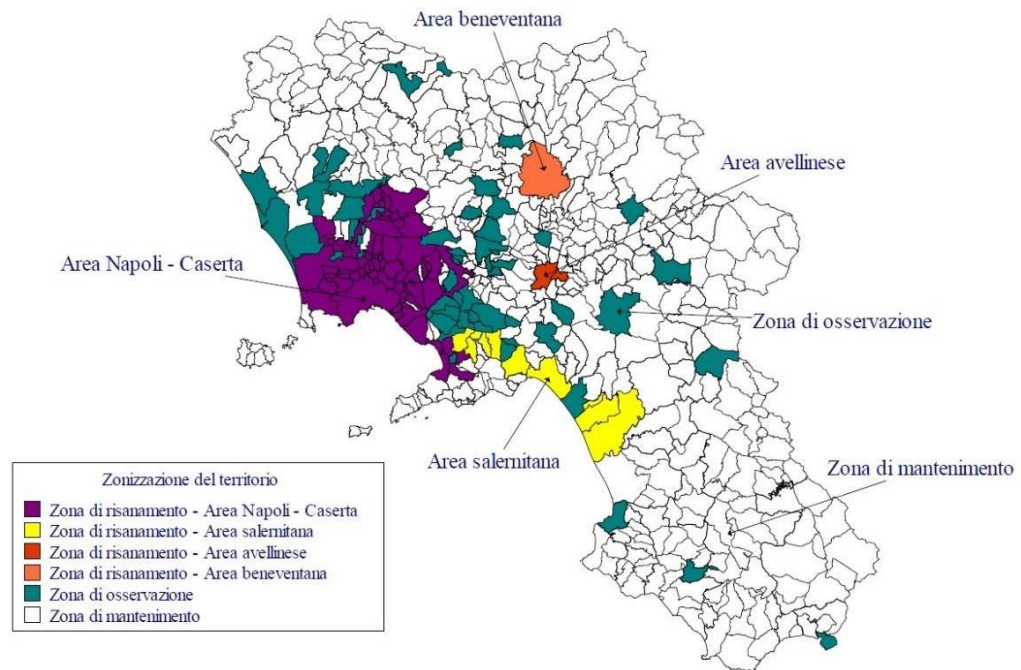 Area beneventana
Area avellinese
Area Napoli - Caserta
Zona di osservazione
Area salernitana
Zona di mantenimento
Zonizzazione del territorio
Zona di risanamento - Area Napoli - Caserta
Zona di risanamento - Area salernitana
Zona di risanamento - Area avellinese
Zona di risanamento - Area beneventana
Zona di osservazione
Zona di mantenimento